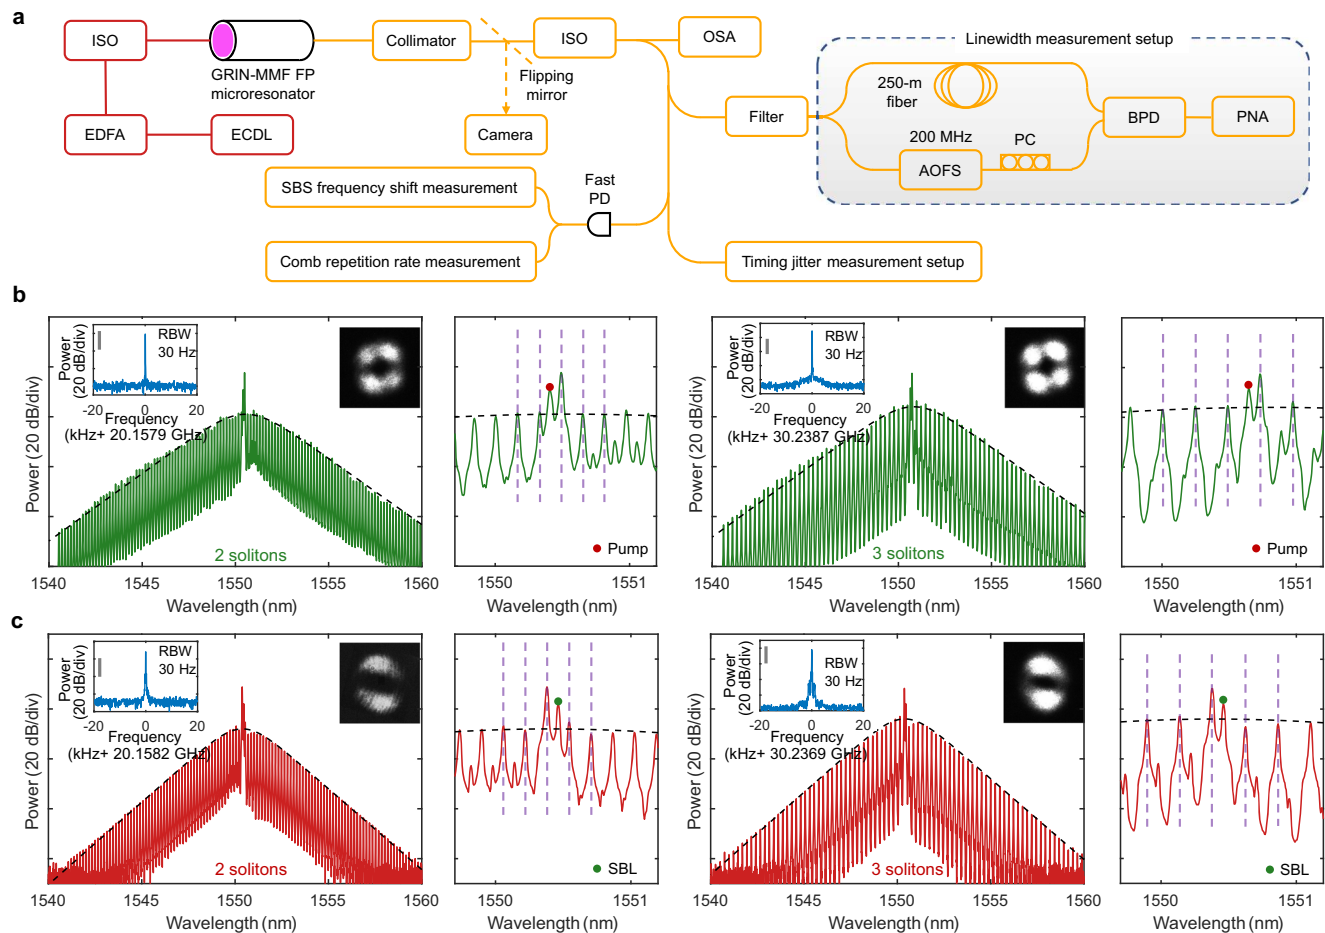 a
ISO
GRIN-MMF FP
microresonator
Collimator
Flipping
mirror
ISO
OSA
Linewidth measurement setup
250-m
fiber
EDFA
ECDL
Camera
Filter
200 MHz
PC
AOFS
BPD
PNA
SBS frequency shift measurement
Fast
PD
Comb repetition rate measurement
Timing jitter measurement setup
b
Power (20 dB/div)
Power
(20 dB/div)
RBW
30 Hz
-20
0
20
Frequency
(kHz+ 20.1579 GHz)
2 solitons
1540
1545
1550
1555
1560
Wavelength (nm)
Pump
1550
1551
Wavelength (nm)
Power (20 dB/div)
Power
(20 dB/div)
RBW
30 Hz
-20
0
20
Frequency
(kHz+ 30.2387 GHz)
3 solitons
1540
1545
1550
1555
1560
Wavelength (nm)
Pump
1550
1551
Wavelength (nm)
c
Power (20 dB/div)
Power
(20 dB/div)
RBW
30 Hz
-20
0
20
Frequency
(kHz+ 20.1582 GHz)
2 solitons
1540
1545
1550
1555
1560
Wavelength (nm)
SBL
1550
1551
Wavelength (nm)
Power (20 dB/div)
Power
(20 dB/div)
RBW
30 Hz
-20
0
20
Frequency
(kHz+ 30.2369 GHz)
3 solitons
1540
1545
1550
1555
1560
Wavelength (nm)
SBL
1550
1551
Wavelength (nm)